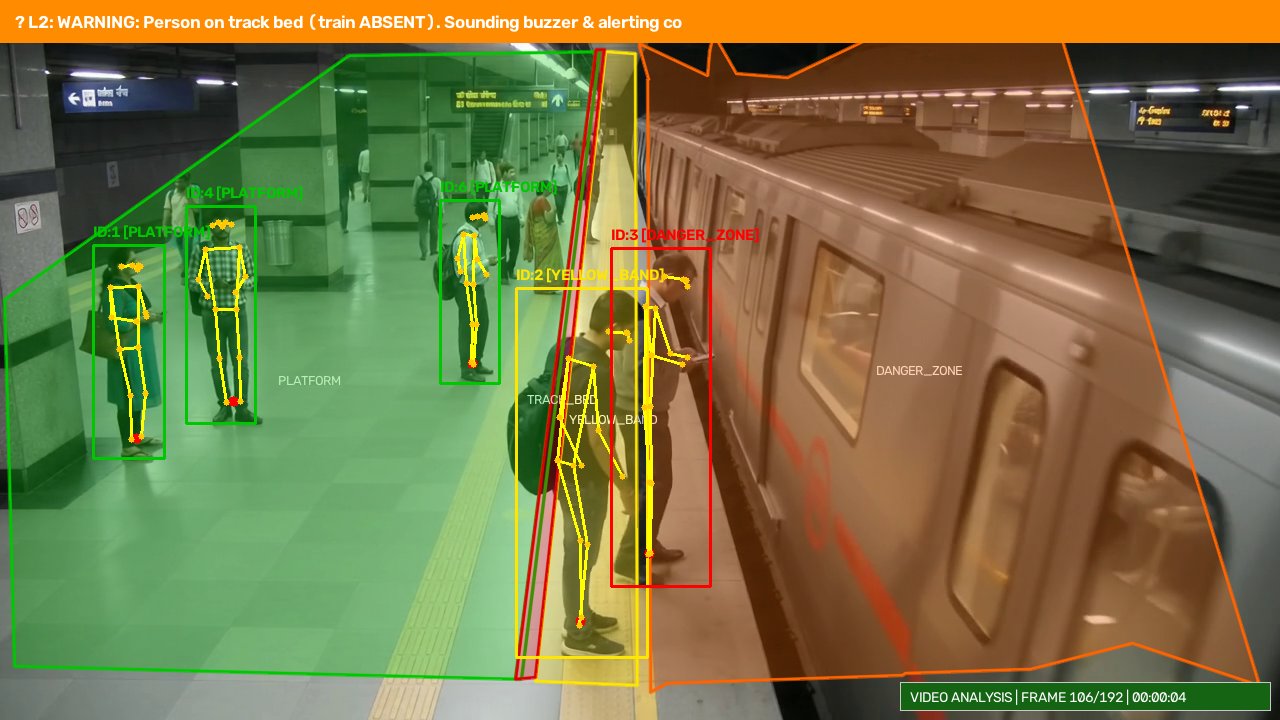 ? L2: WARNING: Person on track bed (train ABSENT). Sounding buzzer & alerting co
ID:4 [PLATFORM]
ID:6 [PLATFORM]
ID:1 [PLATFORM]
ID:3 [DANGER_ZONE]
ID:2 [YELLOW_BAND]
PLATFORM
DANGER_ZONE
TRACK_BED
YELLOW_BAND
VIDEO ANALYSIS | FRAME 106/192 | 00:00:04